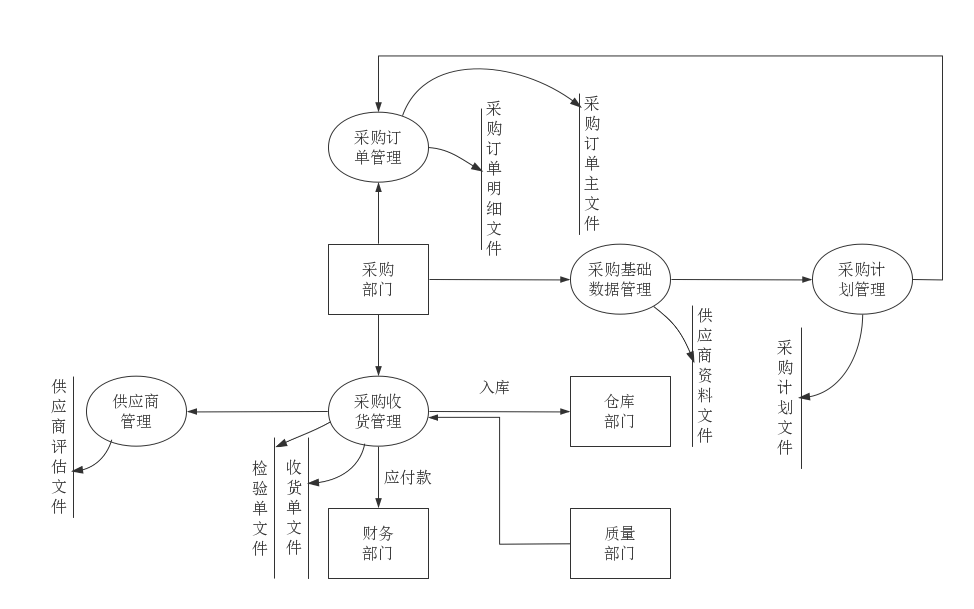 采购订
单管理
采购订单明细文件
采购订单主文件
采购
部门
采购基础
数据管理
采购计
划管理
供应商资料文件
采购计划文件
供应商评估文件
供应商
管理
采购收
货管理
入库
仓库
部门
检验单文件
收货单文件
应付款
财务
部门
质量
部门